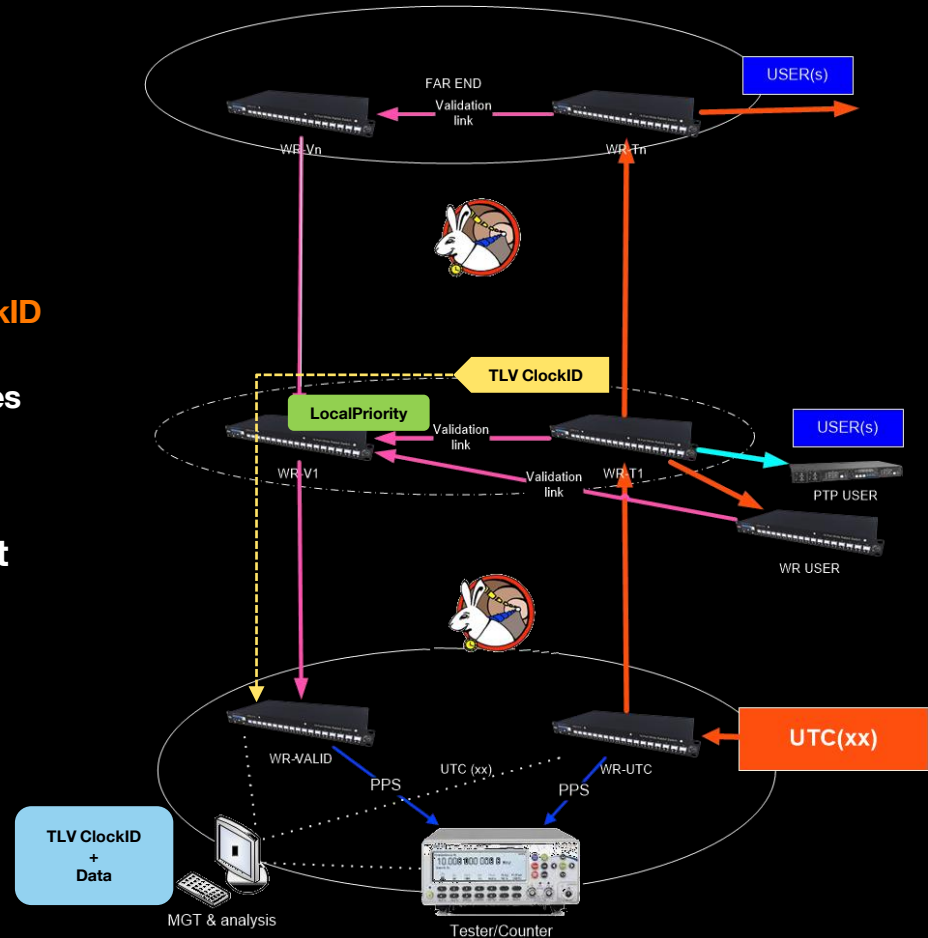 USER(s)
FAR END
Validation
link
WR-Vn
WR-Tn
kID
TLV ClockID
es
LocalPriority
USER(s)
Validation
link
WR-V1
WR-T1
Validation
link
PTP USER
t
WR USER
UTC(xx)
WR-VALID
UTC (xx)
WR-UTC
PPS
PPS
TLV ClockID
+
Data
MGT & analysis
Tester/Counter